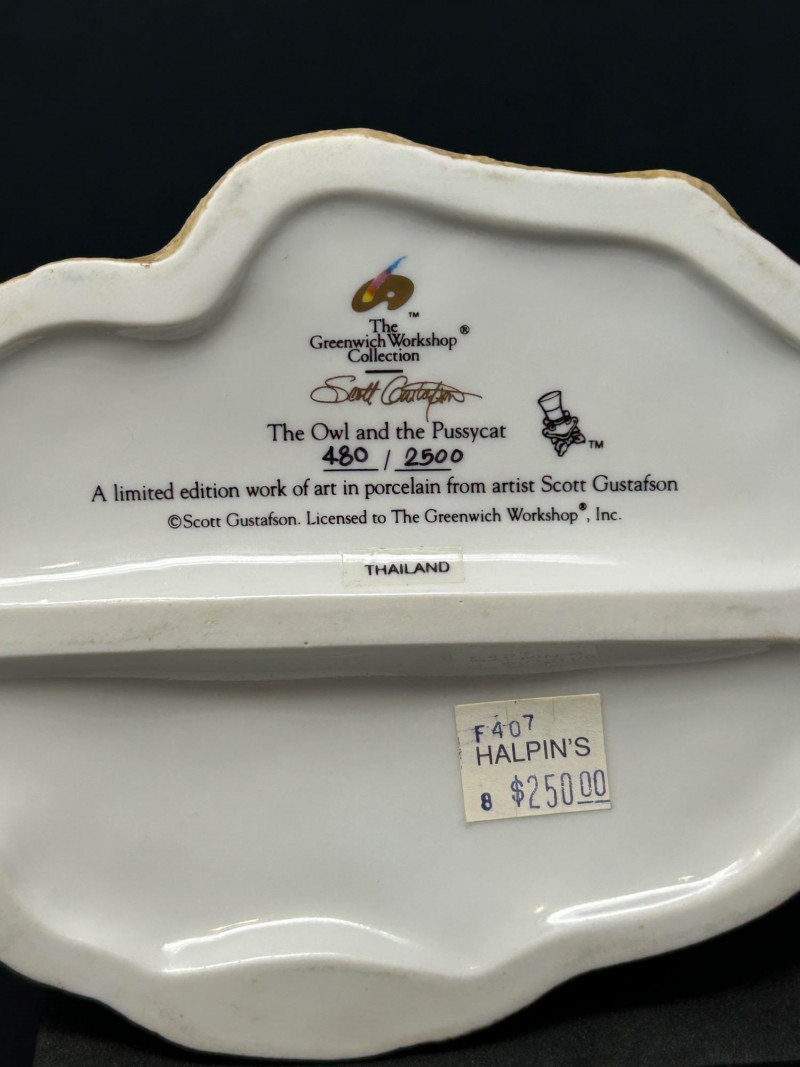 ™
The
Greenwich Workshop®
Collection
Scott Gustafson
The Owl and the Pussycat
™
480 / 2500
A limited edition work of art in porcelain from artist Scott Gustafson
©Scott Gustafson. Licensed to The Greenwich Workshop®, Inc.
THAILAND
F407
HALPIN'S
8 $250.00